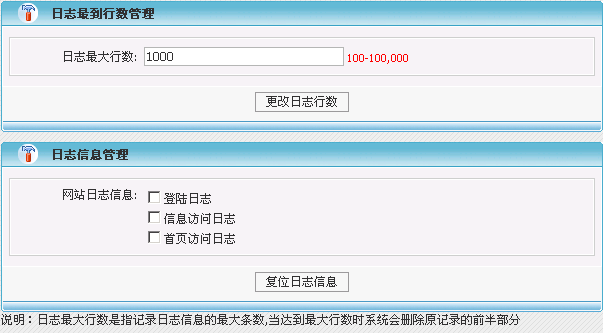 日志最到行数管理
日志最大行数: 1000 100-100,000
更改日志行数
日志信息管理
网站日志信息: 登陆日志
信息访问日志
首页访问日志
复位日志信息
说明：日志最大行数是指记录日志信息的最大条数,当达到最大行数时系统会删除原记录的前半部分